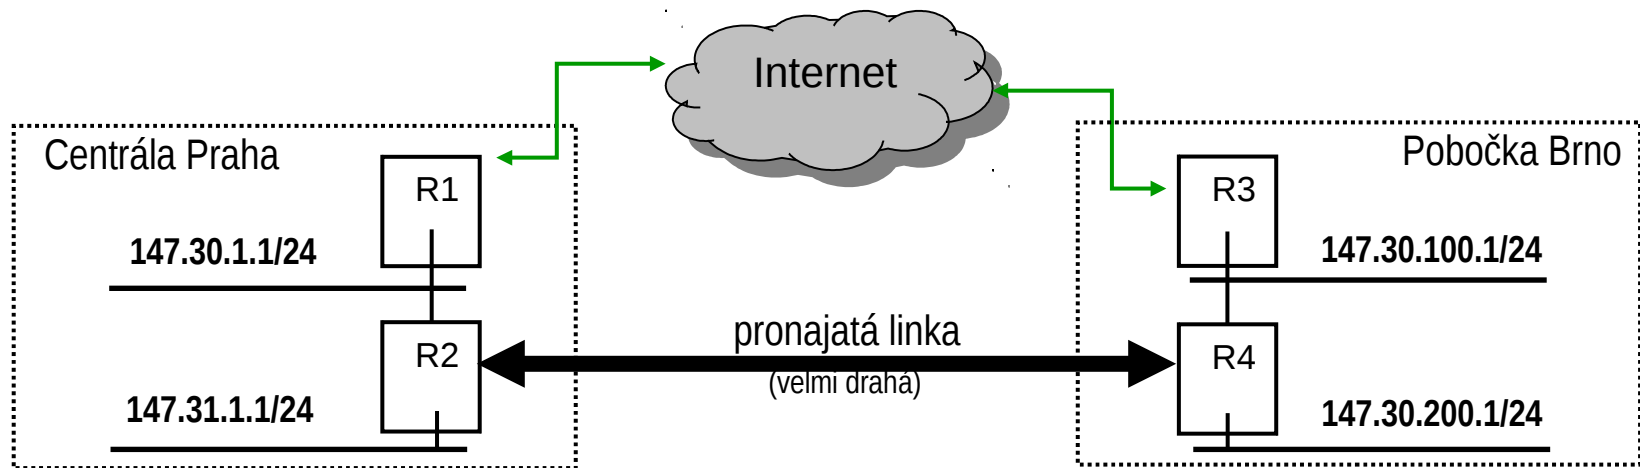 Internet
Centrála Praha
Pobočka Brno
R1
R3
147.30.1.1/24
147.30.100.1/24
pronajatá linka
(velmi drahá)
R2
R4
147.31.1.1/24
147.30.200.1/24